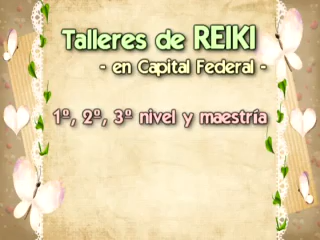 Talleres de REIKI
- en Capital Federal -
1º, 2º, 3º nivel y maestría